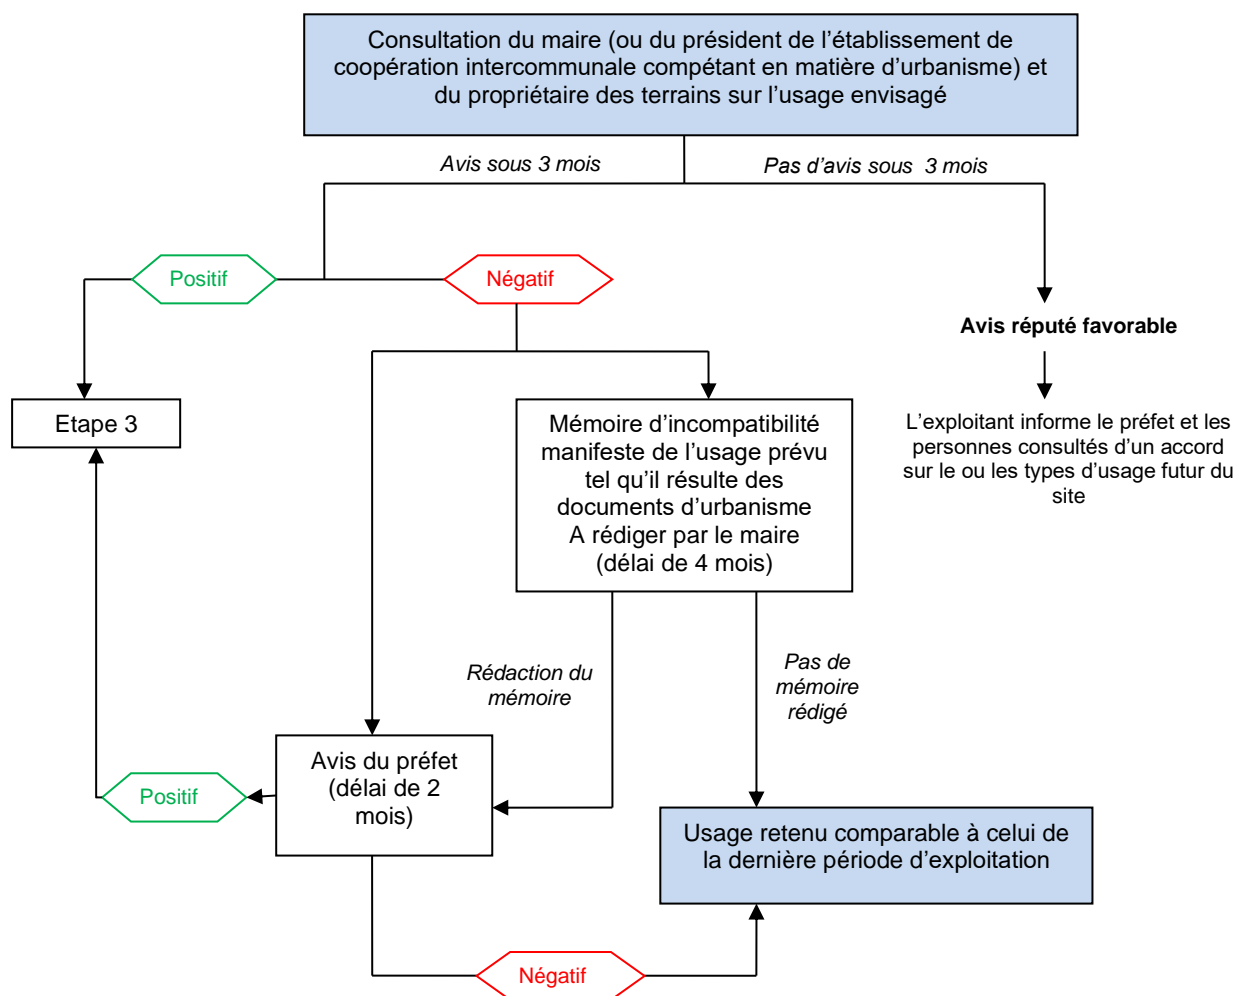 Consultation du maire (ou du président de l’établissement de
coopération intercommunale compétant en matière d’urbanisme) et
du propriétaire des terrains sur l’usage envisagé
Avis sous 3 mois
Pas d’avis sous 3 mois
Positif
Négatif
Avis réputé favorable
Etape 3
Mémoire d’incompatibilité
manifeste de l’usage prévu
tel qu’il résulte des
documents d’urbanisme
A rédiger par le maire
(délai de 4 mois)
L’exploitant informe le préfet et les
personnes consultés d’un accord
sur le ou les types d’usage futur du
site
Rédaction du
mémoire
Pas de
mémoire
rédigé
Avis du préfet
(délai de 2
mois)
Positif
Usage retenu comparable à celui de
la dernière période d’exploitation
Négatif